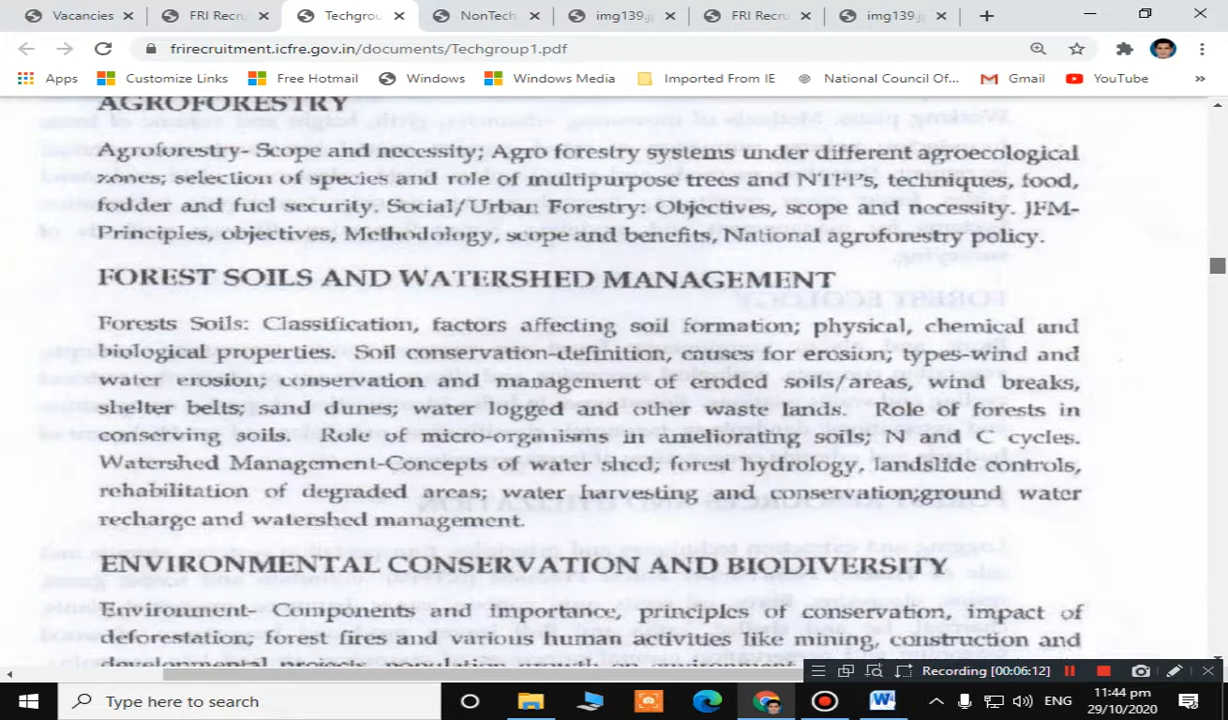 Vacancies
FRI Recru
Techgrou
NonTech
img139.j
FRI Recru
img139.j
frirecruitment.icfre.gov.in/documents/Techgroup1.pdf
Apps Customize Links Free Hotmail Windows Windows Media Imported From IE National Council Of... Gmail YouTube »
AGROFORESTRY
Agroforestry- Scope and necessity; Agro forestry systems under different agroecological
zones; selection of species and role of multipurpose trees and NTFPs, techniques, food,
fodder and fuel security. Social/Urban Forestry: Objectives, scope and necessity. JFM-
Principles, objectives, Methodology, scope and benefits, National agroforestry policy.
FOREST SOILS AND WATERSHED MANAGEMENT
Forests Soils: Classification, factors affecting soil formation; physical, chemical and
biological properties. Soil conservation-definition, causes for erosion; types-wind and
water erosion; conservation and management of eroded soils/areas, wind breaks,
shelter belts; sand dunes; water logged and other waste lands. Role of forests in
conserving soils. Role of micro-organisms in ameliorating soils; N and C cycles.
Watershed Management-Concepts of water shed; forest hydrology, landslide controls,
rehabilitation of degraded areas; water harvesting and conservation;ground water
recharge and watershed management.
ENVIRONMENTAL CONSERVATION AND BIODIVERSITY
Environment- Components and importance, principles of conservation, impact of
deforestation; forest fires and various human activities like mining, construction and
developmental projects, population growth on environment
Recording [00:06:12]
Type here to search
ENG
11:44 pm
29/10/2020